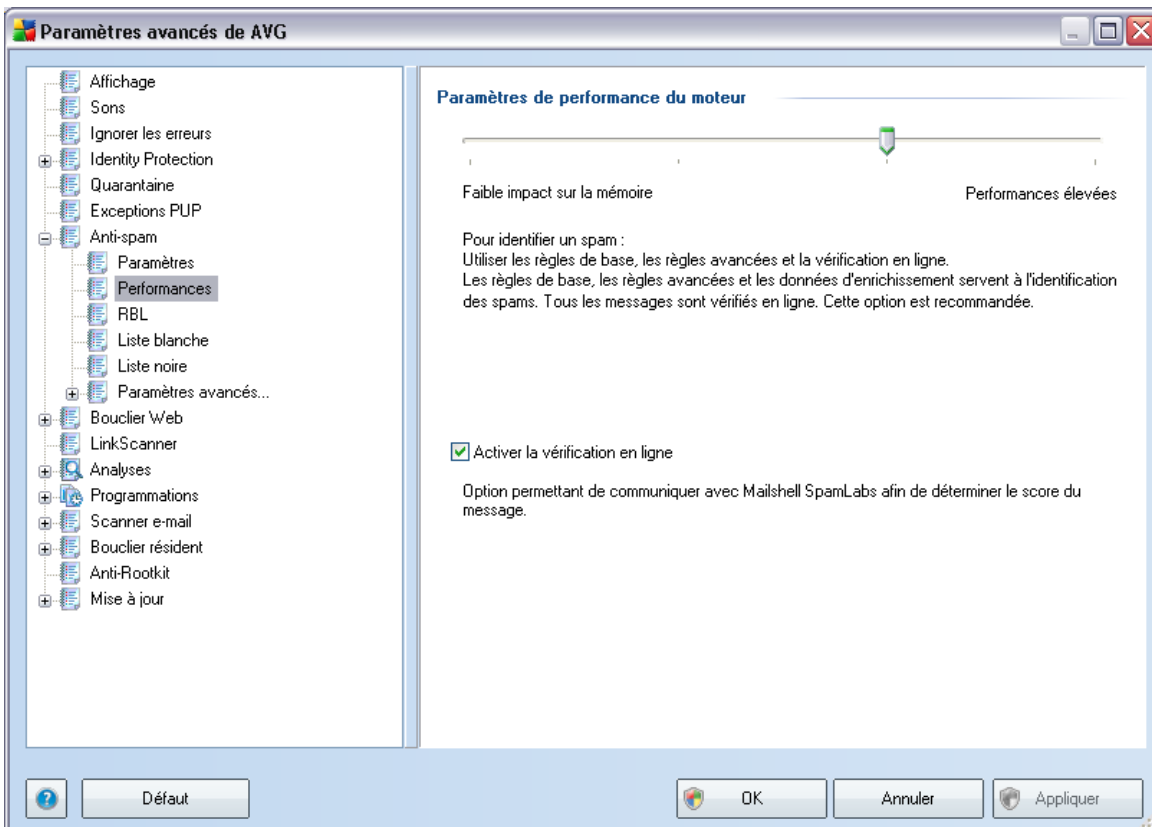 Paramètres avancés de AVG
Affichage
Sons
Ignorer les erreurs
Identity Protection
Quarantaine
Exceptions PUP
Anti-spam
Paramètres
Performances
RBL
Liste blanche
Liste noire
Paramètres avancés...
Bouclier Web
LinkScanner
Analyses
Programmations
Scanner e-mail
Bouclier résident
Anti-Rootkit
Mise à jour
Paramètres de performance du moteur
Faible impact sur la mémoire
Performances élevées
Pour identifier un spam :
Utiliser les règles de base, les règles avancées et la vérification en ligne.
Les règles de base, les règles avancées et les données d'enrichissement servent à l'identification
des spams. Tous les messages sont vérifiés en ligne. Cette option est recommandée.
Activer la vérification en ligne
Option permettant de communiquer avec Mailshell SpamLabs afin de déterminer le score du
message.
?
Défaut
OK
Annuler
Appliquer